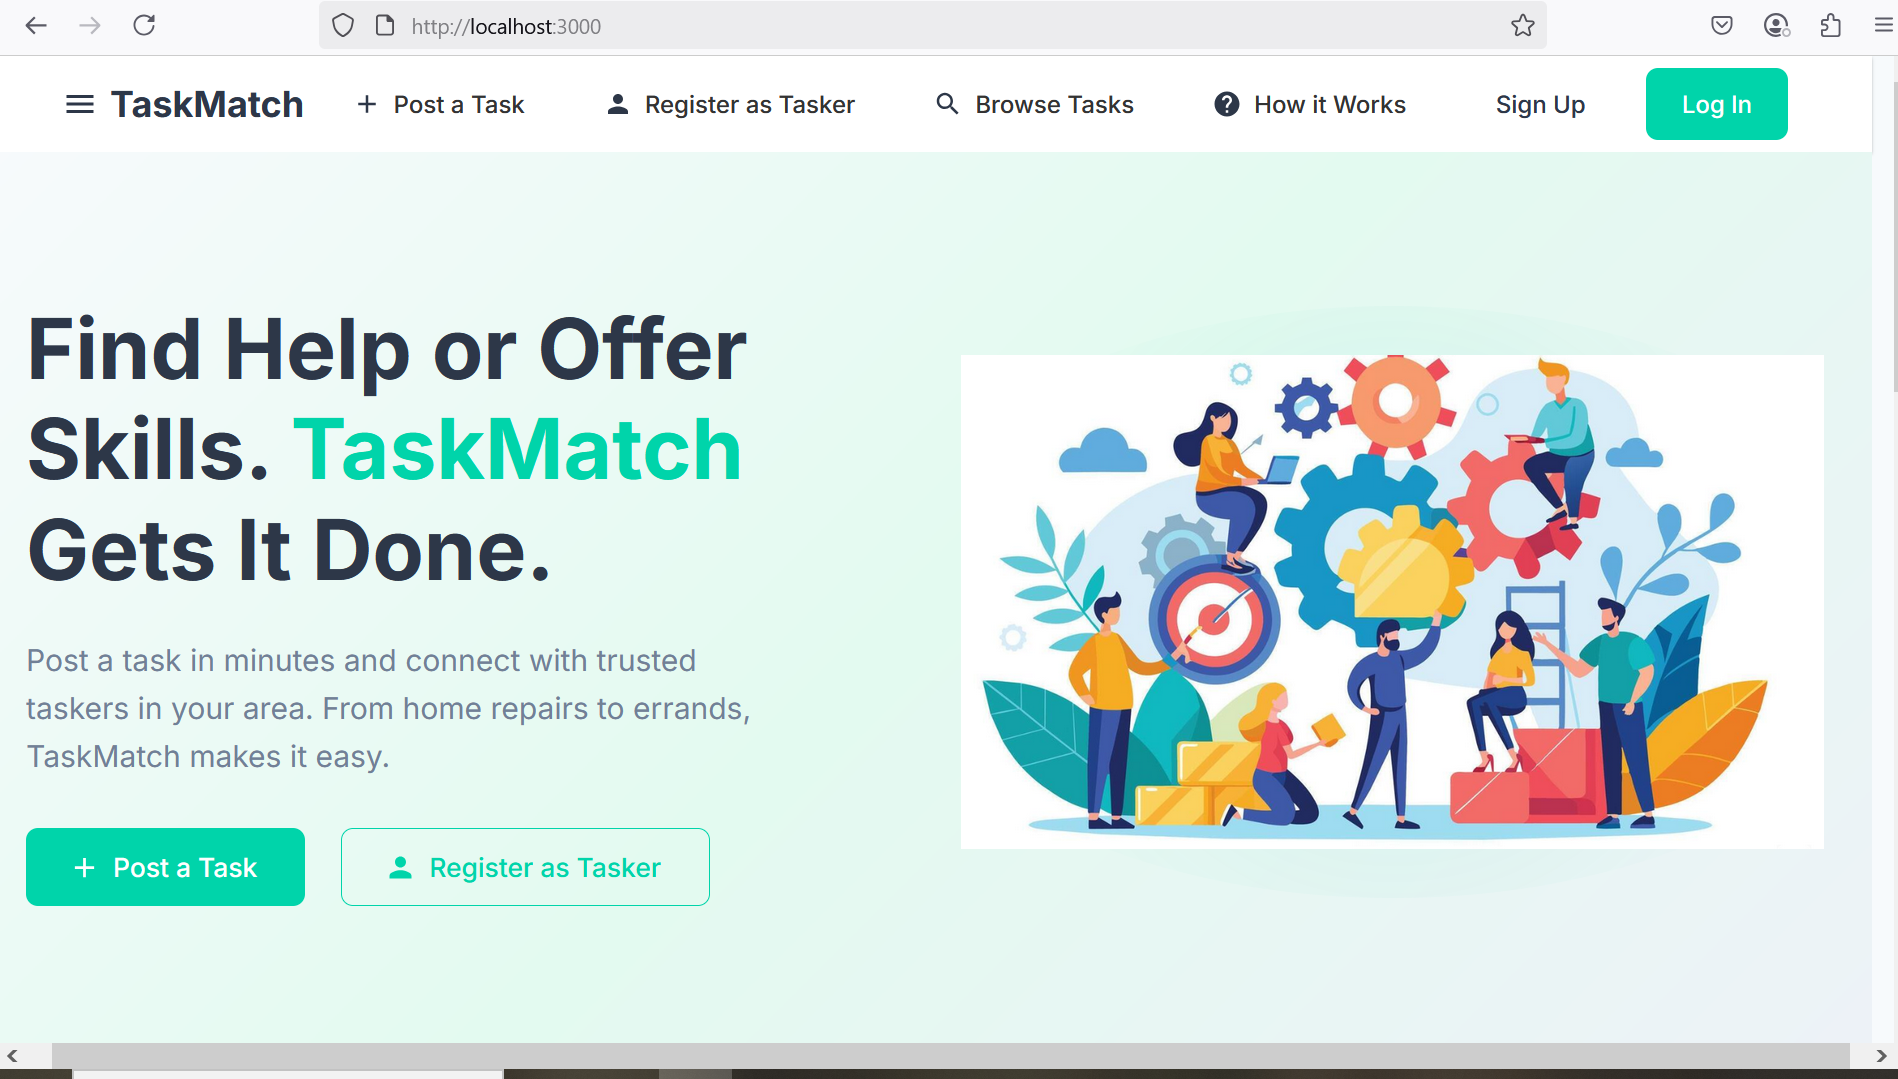 http://localhost:3000
TaskMatch
Post a Task
Register as Tasker
Browse Tasks
How it Works
Sign Up
Log In
Find Help or Offer
Skills. TaskMatch
Gets It Done.
Post a task in minutes and connect with trusted
taskers in your area. From home repairs to errands,
TaskMatch makes it easy.
Post a Task
Register as Tasker